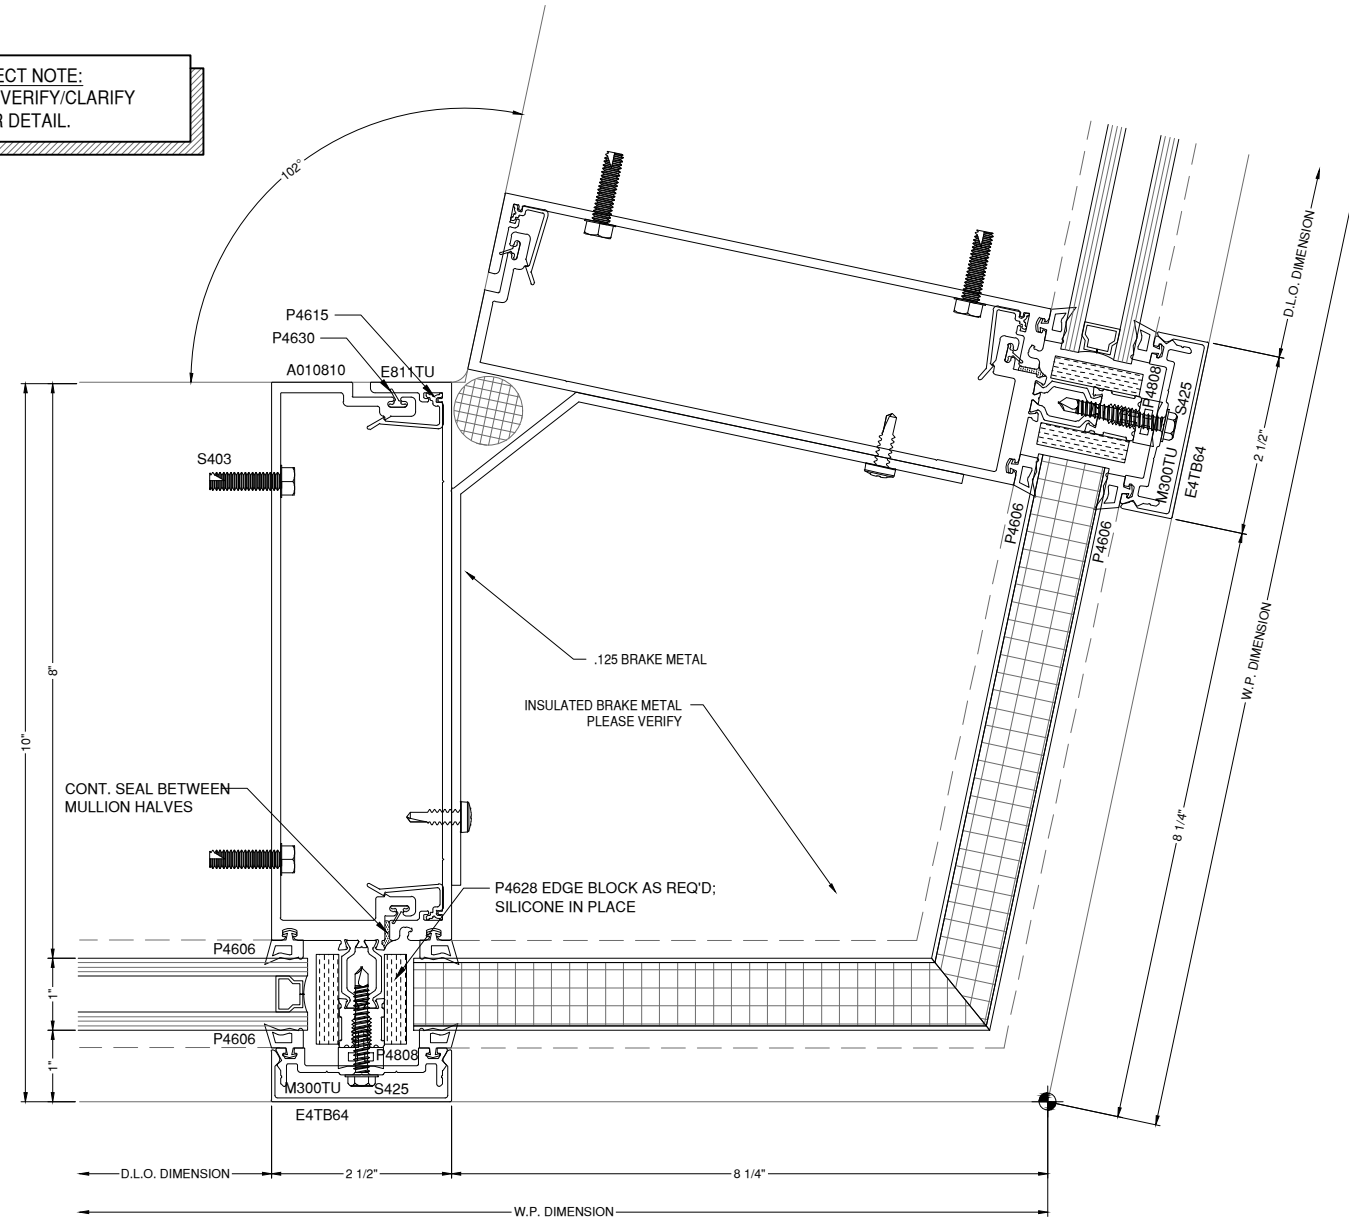 ECT NOTE:
VERIFY/CLARIFY
R DETAIL.
102°
D.L.O. DIMENSION
P4615
P4630
A010810
E811TU
P4808
S425
2 1/2"
S403
M300TU
E4TB64
P4606
P4606
.125 BRAKE METAL
W.P. DIMENSION
8"
INSULATED BRAKE METAL
PLEASE VERIFY
10"
CONT. SEAL BETWEEN
MULLION HALVES
8 1/4"
P4628 EDGE BLOCK AS REQ'D;
SILICONE IN PLACE
P4606
1"
P4606
P4808
1"
M300TU
S425
E4TB64
D.L.O. DIMENSION
2 1/2"
8 1/4"
W.P. DIMENSION